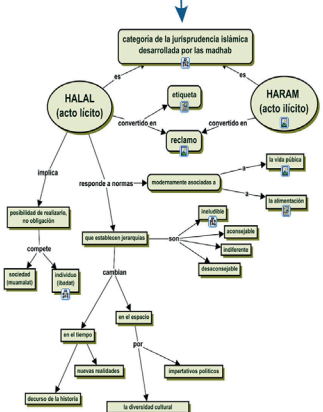 categoría de la jurisprudencia islámica
desarrollada por las madhab
es
es
HALAL
(acto lícito)
etiqueta
HARAM
(acto ilícito)
convertido en
convertido en
reclamo
implica
responde a normas
modernamente asociadas a
a
la vida púbica
a
la alimentación
posibilidad de realizarlo,
no obligación
que establecen jerarquías
son
ineludible
aconsejable
indiferente
desaconsejable
compete
sociedad
(muamalat)
individuo
(ibadat)
cambian
en el tiempo
en el espacio
por
nuevas realidades
impertativos políticos
decurso de la historia
la diversidad cultural